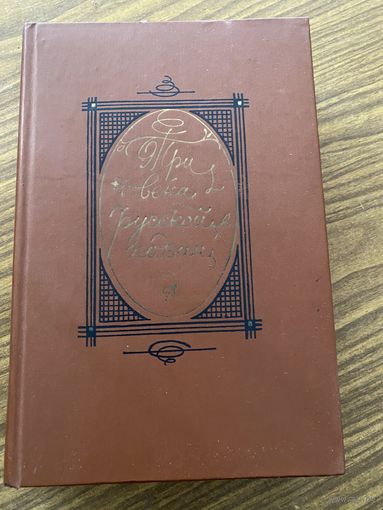 Три
века
русской
поэзии